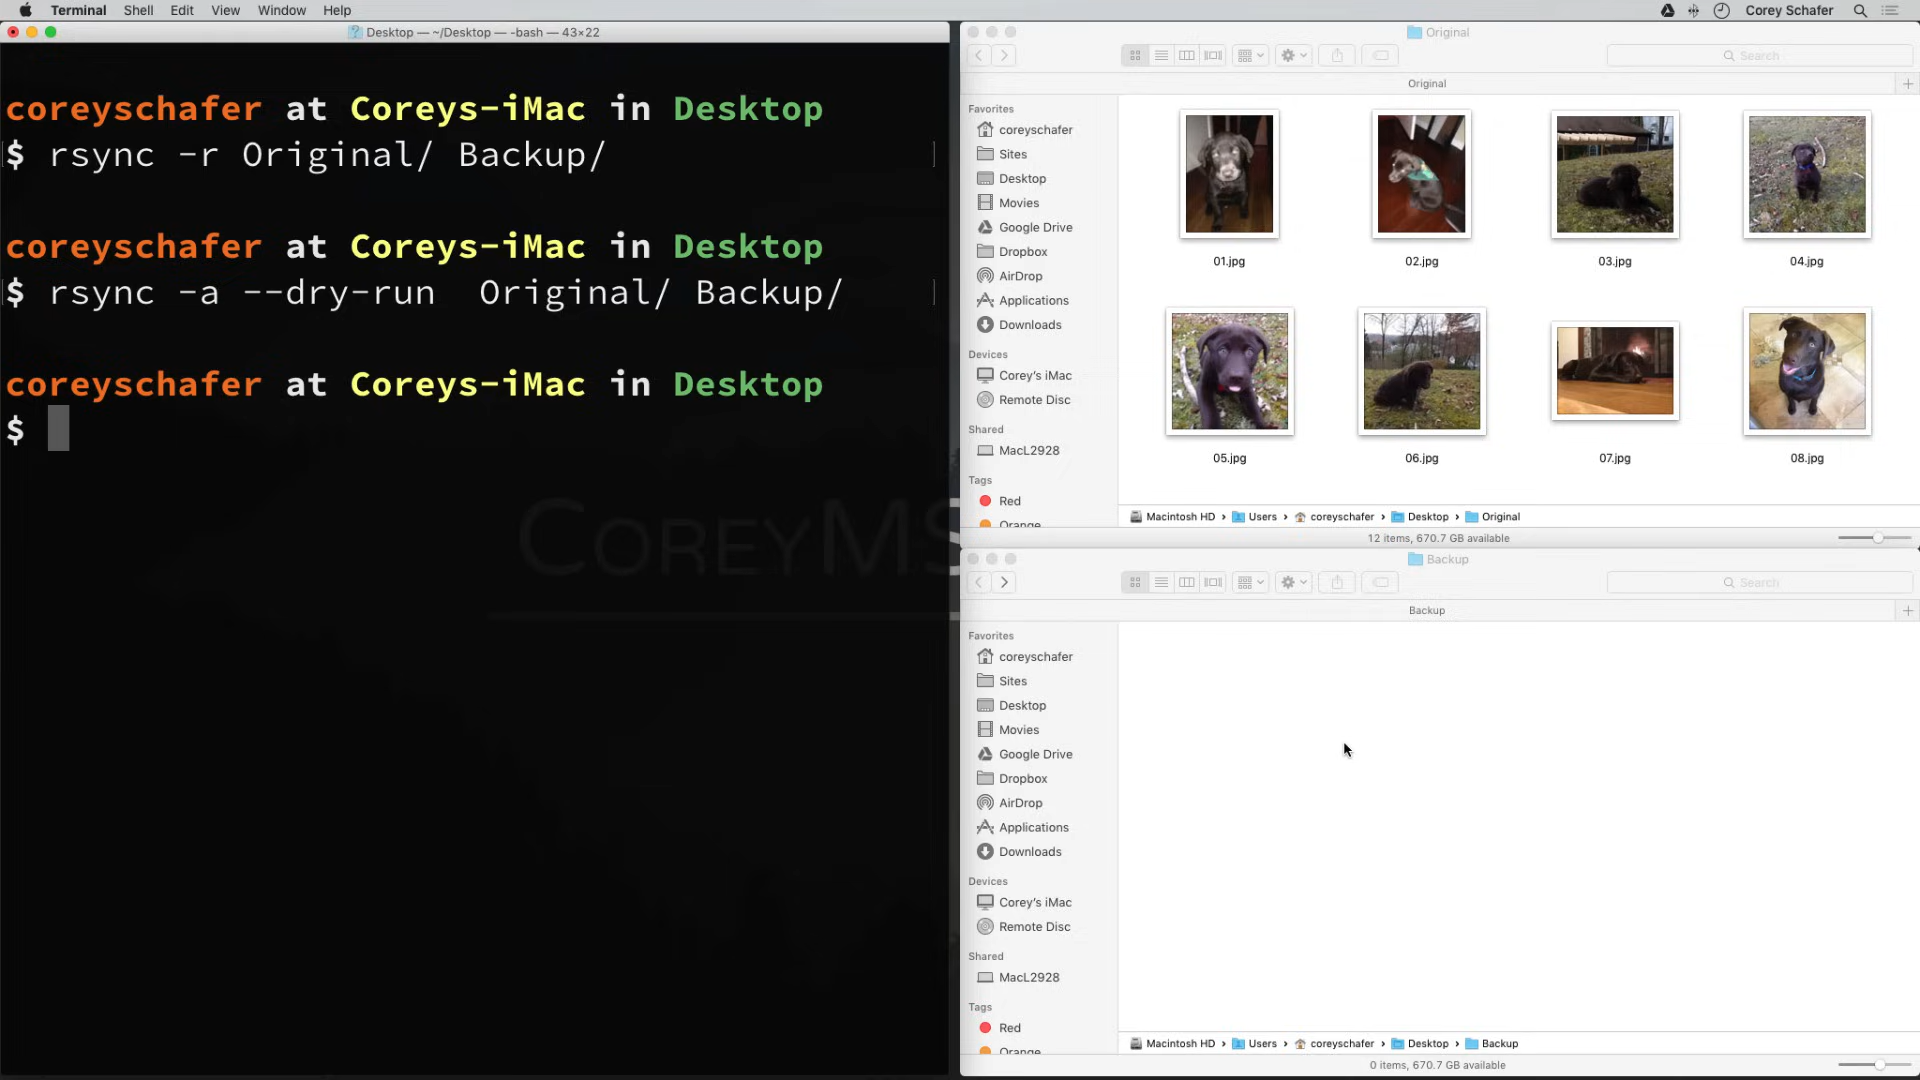 Terminal Shell Edit View Window Help
Corey Schafer
Desktop — ~/Desktop — -bash — 43×22
coreyschafer at Coreys-iMac in Desktop
$ rsync -r Original/ Backup/
coreyschafer at Coreys-iMac in Desktop
$ rsync -a --dry-run  Original/ Backup/
coreyschafer at Coreys-iMac in Desktop
$
COREYMS
Original
Search
Original
Favorites
coreyschafer
Sites
Desktop
Movies
Google Drive
Dropbox
AirDrop
Applications
Downloads
Devices
Corey's iMac
Remote Disc
Shared
MacL2928
Tags
Red
Orange
01.jpg 02.jpg 03.jpg 04.jpg
05.jpg 06.jpg 07.jpg 08.jpg
Macintosh HD › Users › coreyschafer › Desktop › Original
12 items, 670.7 GB available
Backup
Search
Backup
Favorites
coreyschafer
Sites
Desktop
Movies
Google Drive
Dropbox
AirDrop
Applications
Downloads
Devices
Corey's iMac
Remote Disc
Shared
MacL2928
Tags
Red
Orange
Macintosh HD › Users › coreyschafer › Desktop › Backup
0 items, 670.7 GB available